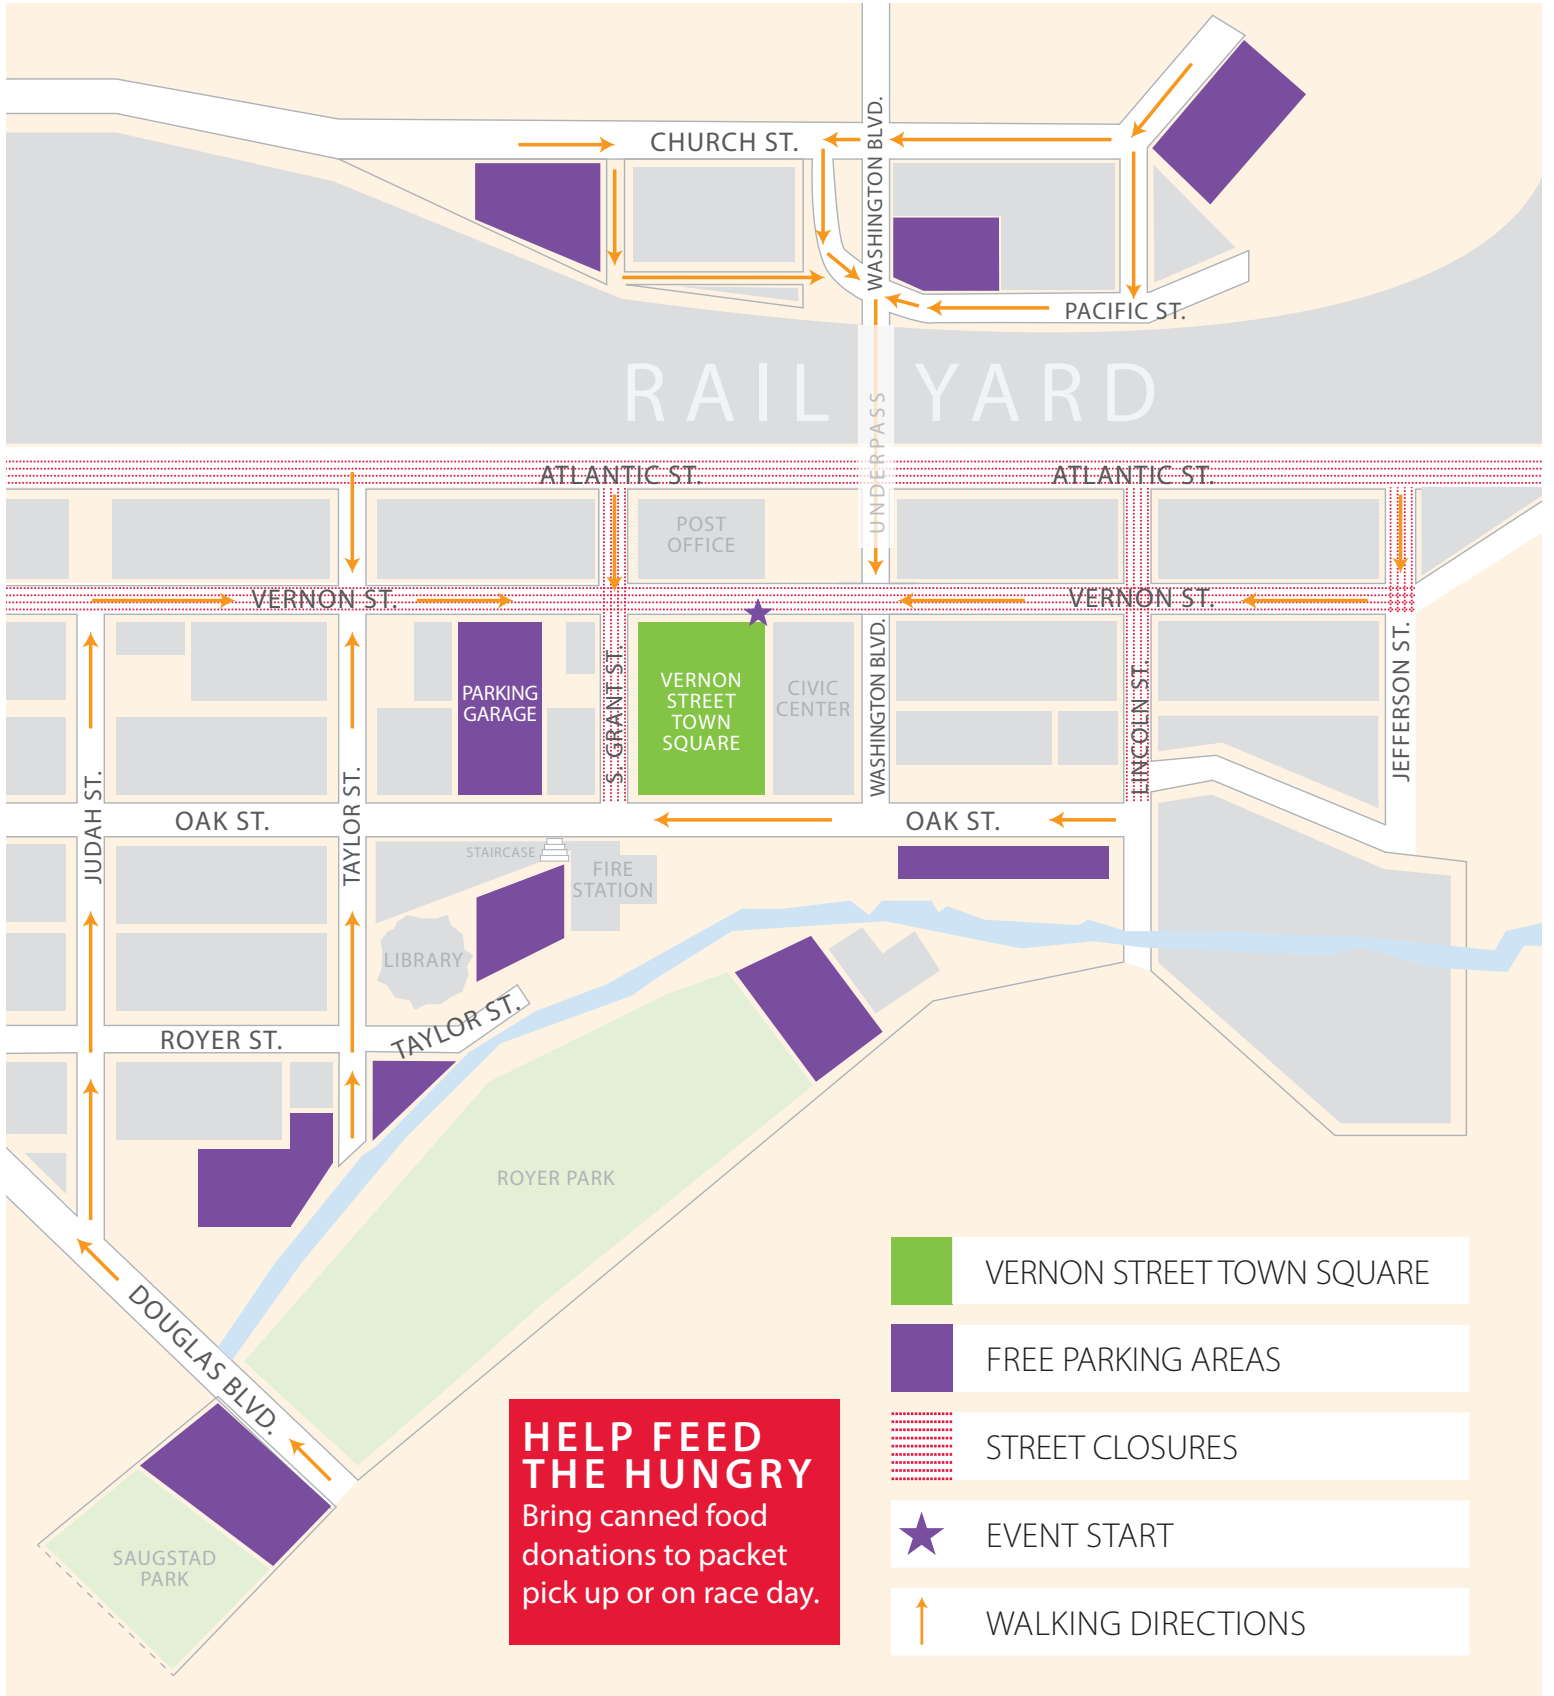 CHURCH ST.
WASHINGTON BLVD.
PACIFIC ST.
RAIL YARD
UNDERPASS
ATLANTIC ST.
ATLANTIC ST.
POST
OFFICE
VERNON ST.
VERNON ST.
PARKING
GARAGE
S. GRANT ST.
VERNON
STREET
TOWN
SQUARE
CIVIC
CENTER
WASHINGTON BLVD.
LINCOLN ST.
JEFFERSON ST.
JUDAH ST.
TAYLOR ST.
OAK ST.
OAK ST.
STAIRCASE
FIRE
STATION
LIBRARY
TAYLOR ST.
ROYER ST.
ROYER PARK
DOUGLAS BLVD.
SAUGSTAD
PARK
HELP FEED
THE HUNGRY
Bring canned food
donations to packet
pick up or on race day.
VERNON STREET TOWN SQUARE
FREE PARKING AREAS
STREET CLOSURES
EVENT START
WALKING DIRECTIONS